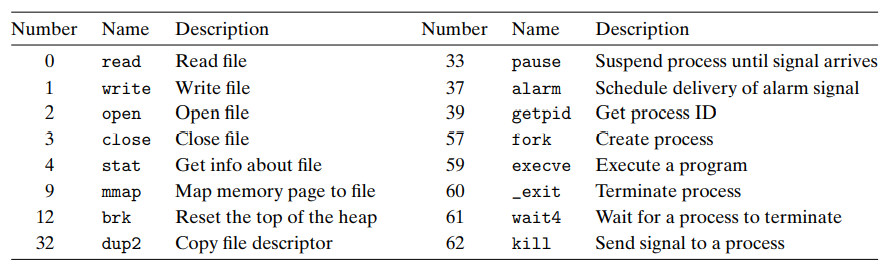 Number Name Description Number Name Description
0 read Read file 33 pause Suspend process until signal arrives
1 write Write file 37 alarm Schedule delivery of alarm signal
2 open Open file 39 getpid Get process ID
3 close Close file 57 fork Create process
4 stat Get info about file 59 execve Execute a program
9 mmap Map memory page to file 60 _exit Terminate process
12 brk Reset the top of the heap 61 wait4 Wait for a process to terminate
32 dup2 Copy file descriptor 62 kill Send signal to a process